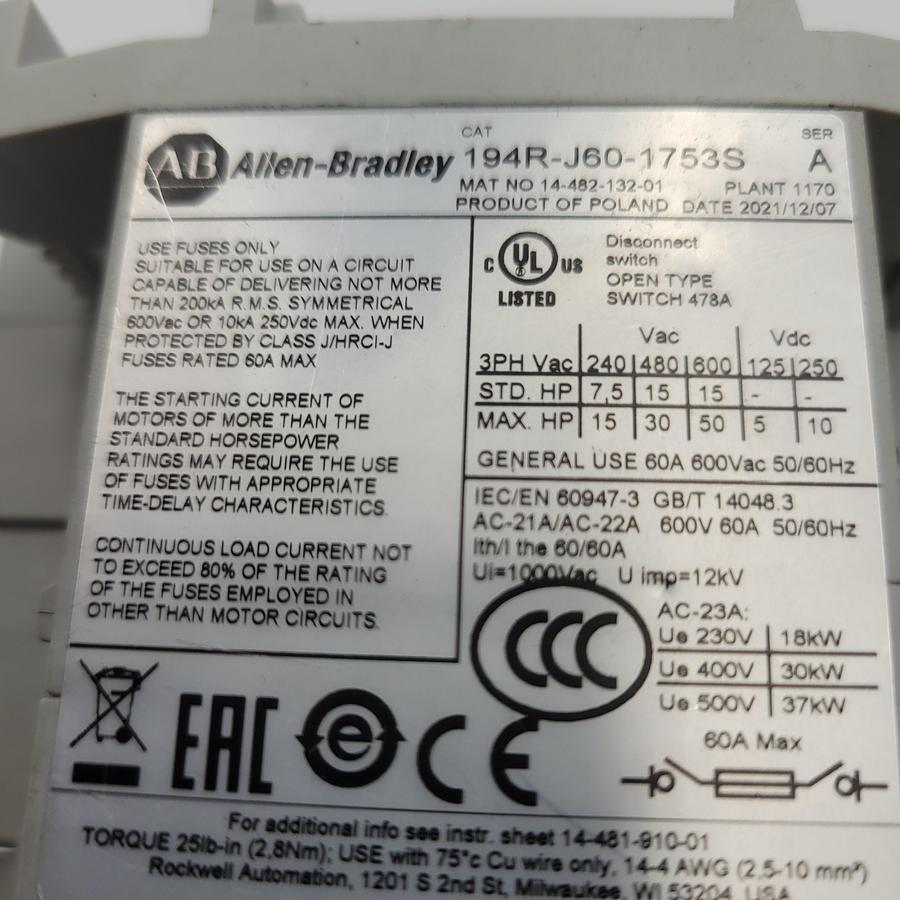 CAT SER
AB Allen-Bradley 194R-J60-1753S A
MAT NO 14-482-132-01 PLANT 1170
PRODUCT OF POLAND DATE 2021/12/07
USE FUSES ONLY
SUITABLE FOR USE ON A CIRCUIT
CAPABLE OF DELIVERING NOT MORE
THAN 200kA R.M.S. SYMMETRICAL
600Vac OR 10kA 250Vdc MAX. WHEN
PROTECTED BY CLASS J/HRCI-J
FUSES RATED 60A MAX
THE STARTING CURRENT OF
MOTORS OF MORE THAN THE
STANDARD HORSEPOWER
RATINGS MAY REQUIRE THE USE
OF FUSES WITH APPROPRIATE
TIME-DELAY CHARACTERISTICS.
CONTINUOUS LOAD CURRENT NOT
TO EXCEED 80% OF THE RATING
OF THE FUSES EMPLOYED IN
OTHER THAN MOTOR CIRCUITS.
C UL US
LISTED
Disconnect
switch
OPEN TYPE
SWITCH 478A
Vac Vdc
3PH Vac 240 480 600 125 250
STD. HP 7,5 15 15 - -
MAX. HP 15 30 50 5 10
GENERAL USE 60A 600Vac 50/60Hz
IEC/EN 60947-3 GB/T 14048.3
AC-21A/AC-22A 600V 60A 50/60Hz
Ith/I the 60/60A
Ui=1000Vac U imp=12kV
CCC
AC-23A:
Ue 230V 18kW
Ue 400V 30kW
Ue 500V 37kW
60A Max
EAC e CE
For additional info see instr. sheet 14-481-910-01
TORQUE 25lb-in (2,8Nm); USE with 75°c Cu wire only, 14-4 AWG (2,5-10 mm²)
Rockwell Automation, 1201 S 2nd St, Milwaukee, WI 53204 USA